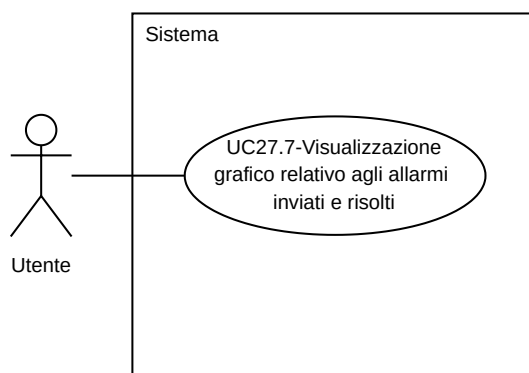 Sistema
UC27.7-Visualizzazione
grafico relativo agli allarmi
inviati e risolti
Utente